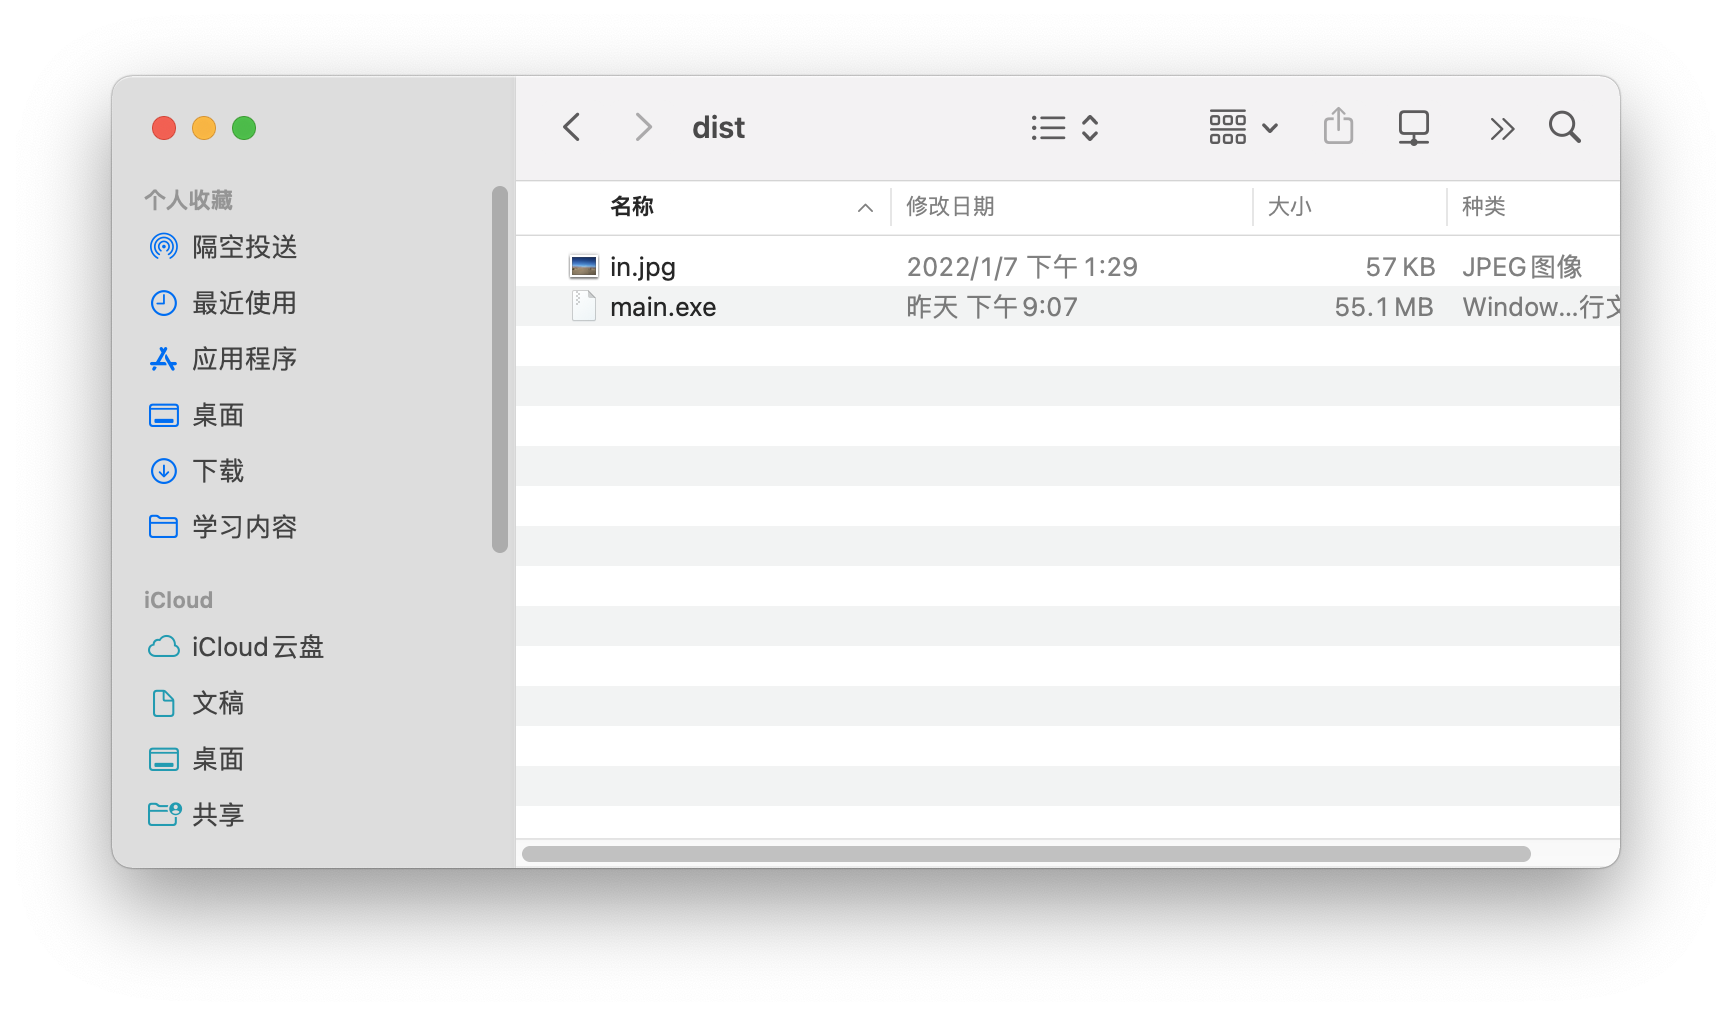 dist
个人收藏
隔空投送
最近使用
应用程序
桌面
下载
学习内容
iCloud
iCloud云盘
文稿
桌面
共享
名称 修改日期 大小 种类
in.jpg 2022/1/7 下午1:29 57 KB JPEG图像
main.exe 昨天 下午9:07 55.1 MB Window...行文